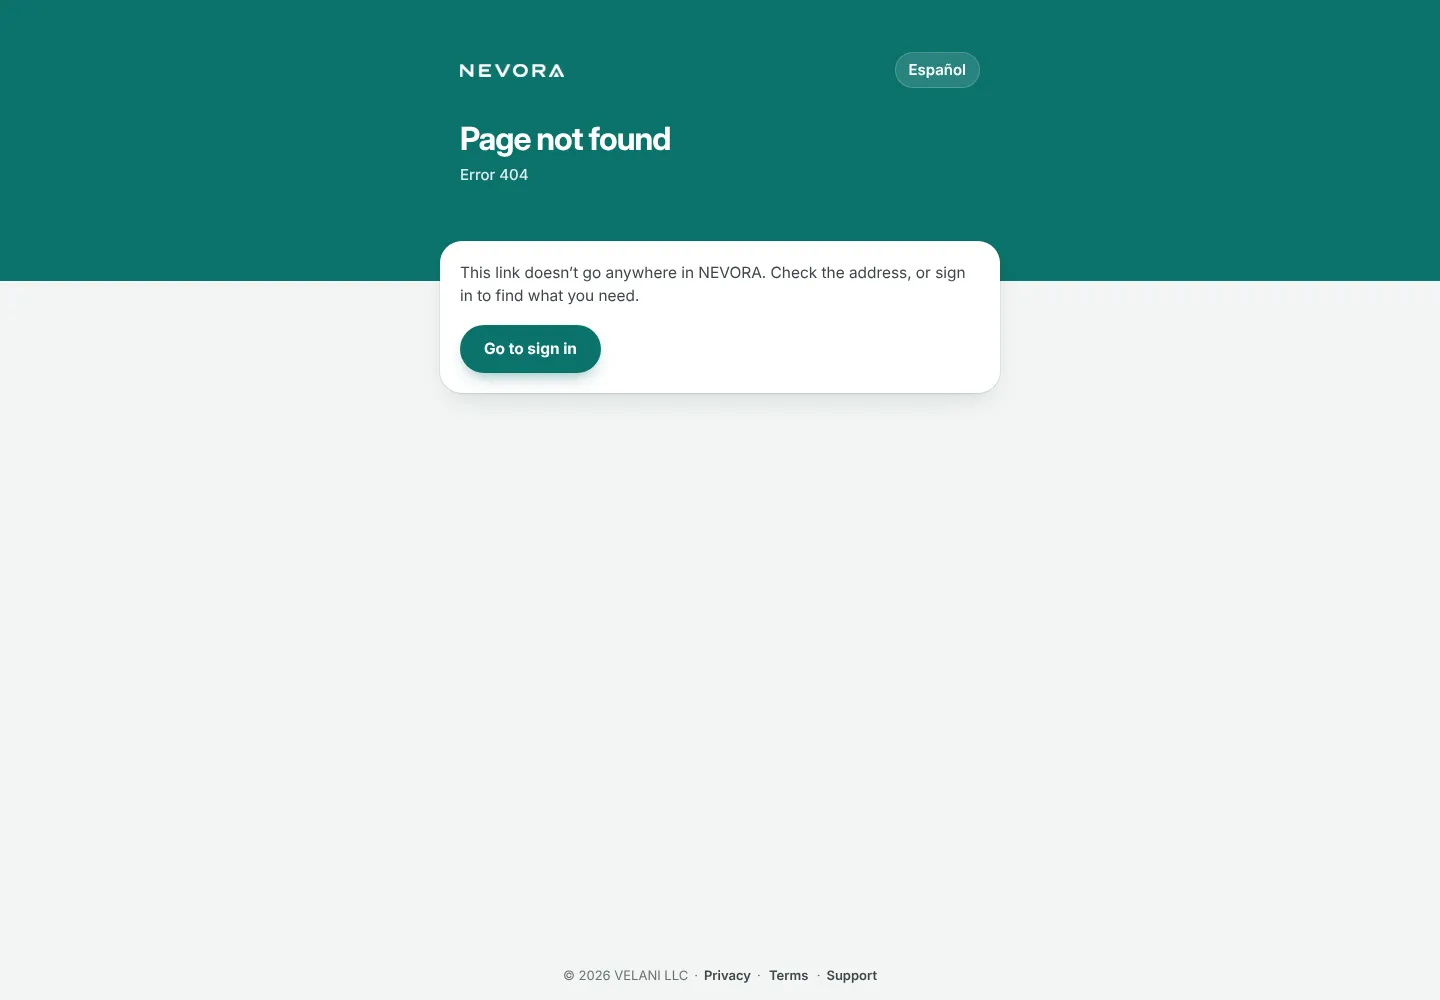 NEVORA
Español
Page not found
Error 404
This link doesn’t go anywhere in NEVORA. Check the address, or sign
in to find what you need.
Go to sign in
© 2026 VELANI LLC · Privacy · Terms · Support